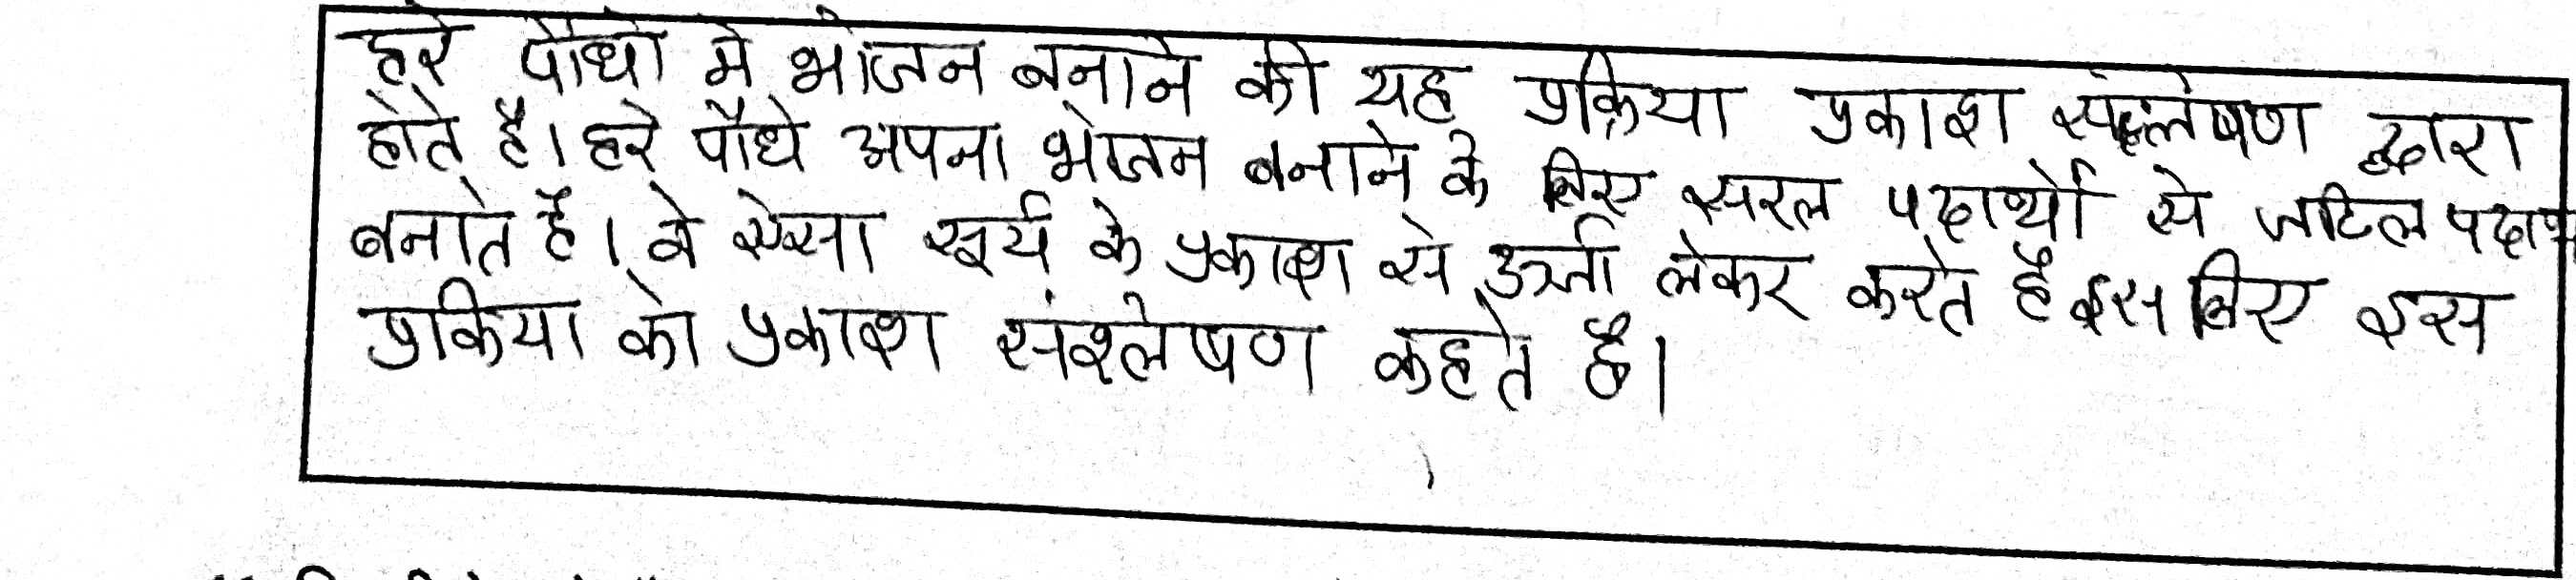 हरे पौधो मे भोजन बनाने की यह प्रक्रिया प्रकाश संश्लेषण द्वारा
होते है। हरे पौधे अपना भोजन बनाने के लिए सरल पदार्थो से जटिल पदार्थ
बनाते है। वे ऐसा सूर्य के प्रकाश से ऊर्जा लेकर करते है इस लिए इस
प्रकिया को प्रकाश संश्लेषण कहते है।